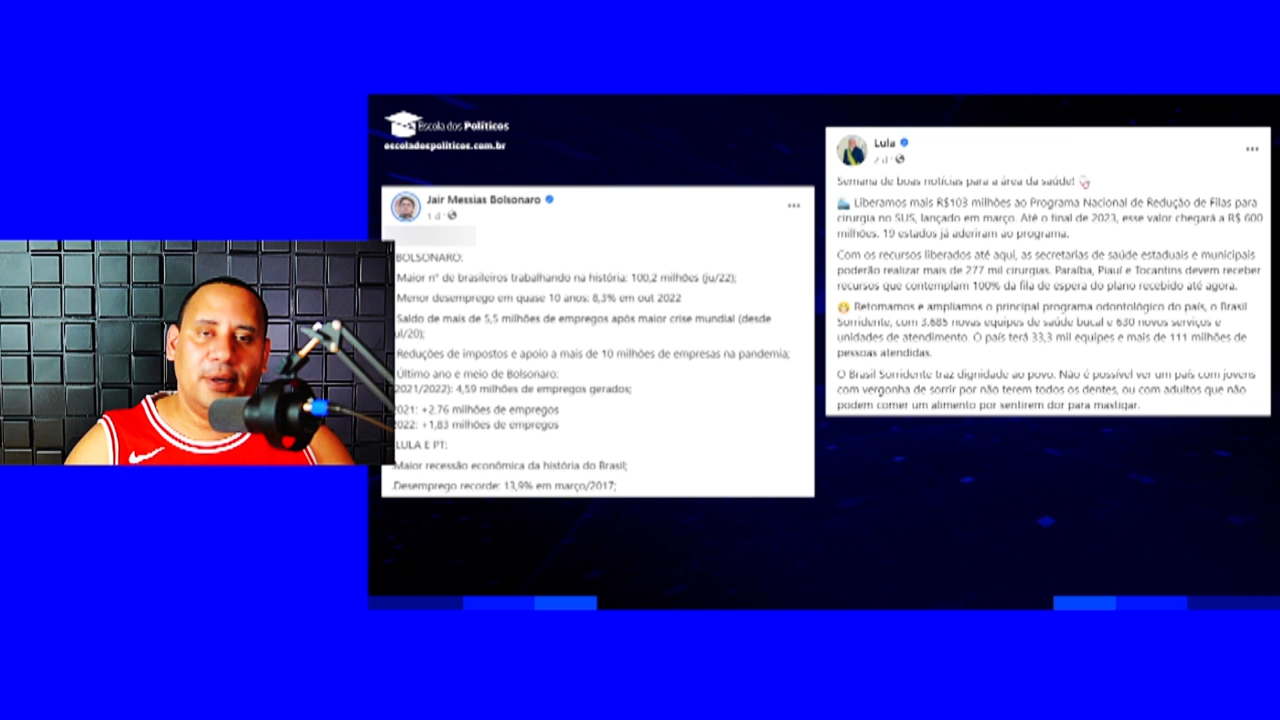 Escola dos Políticos
escoladospoliticos.com.br
Jair Messias Bolsonaro
1 d
BOLSONARO:
Maior nº de brasileiros trabalhando na história: 100,2 milhões (ju/22);
Menor desemprego em quase 10 anos: 8,3% em out 2022
Saldo de mais de 5,5 milhões de empregos após maior crise mundial (desde
ul/20);
Reduções de impostos e apoio a mais de 10 milhões de empresas na pandemia;
Último ano e meio de Bolsonaro:
2021/2022): 4,59 milhões de empregos gerados;
2021: +2.76 milhões de empregos
2022: +1,83 milhões de empregos
LULA E PT:
Maior recessão econômica da história do Brasil;
Desemprego recorde: 13,9% em março/2017;
Lula
2 d
Semana de boas notícias para a área da saúde!
Liberamos mais R$103 milhões ao Programa Nacional de Redução de Filas para
cirurgia no SUS, lançado em março. Até o final de 2023, esse valor chegará a R$ 600
milhões. 19 estados já aderiram ao programa.
Com os recursos liberados até aqui, as secretarias de saúde estaduais e municipais
poderão realizar mais de 277 mil cirurgias. Paraíba, Piauí e Tocantins devem receber
recursos que contemplam 100% da fila de espera do plano recebido até agora.
Retomamos e ampliamos o principal programa odontológico do país, o Brasil
Sorridente, com 3.685 novas equipes de saúde bucal e 630 novos serviços e
unidades de atendimento. O país terá 33,3 mil equipes e mais de 111 milhões de
pessoas atendidas.
O Brasil Sorridente traz dignidade ao povo. Não é possível ver um país com jovens
com vergonha de sorrir por não terem todos os dentes, ou com adultos que não
podem comer um alimento por sentirem dor para mastigar.